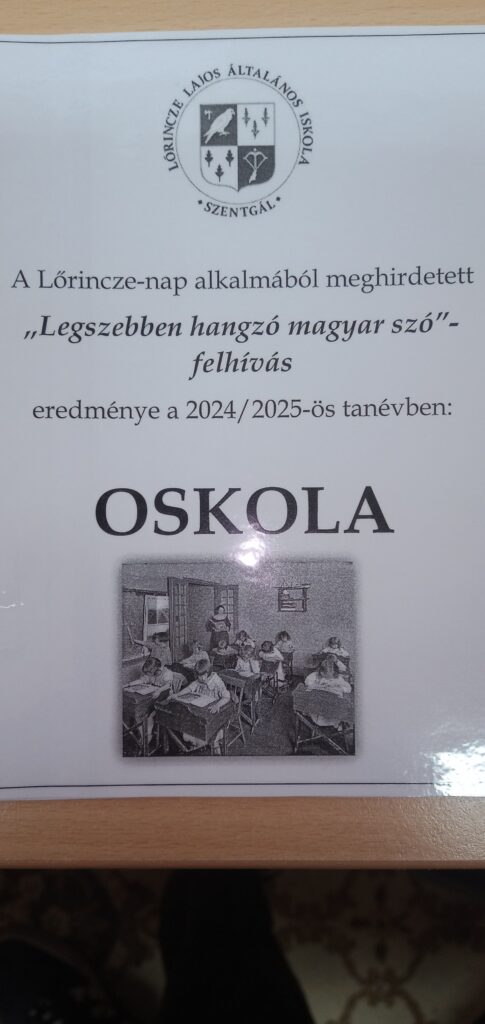 LŐRINCZE LAJOS ÁLTALÁNOS ISKOLA
• SZENTGÁL •
A Lőrincze-nap alkalmából meghirdetett
„Legszebben hangzó magyar szó”-
felhívás
eredménye a 2024/2025-ös tanévben:
OSKOLA